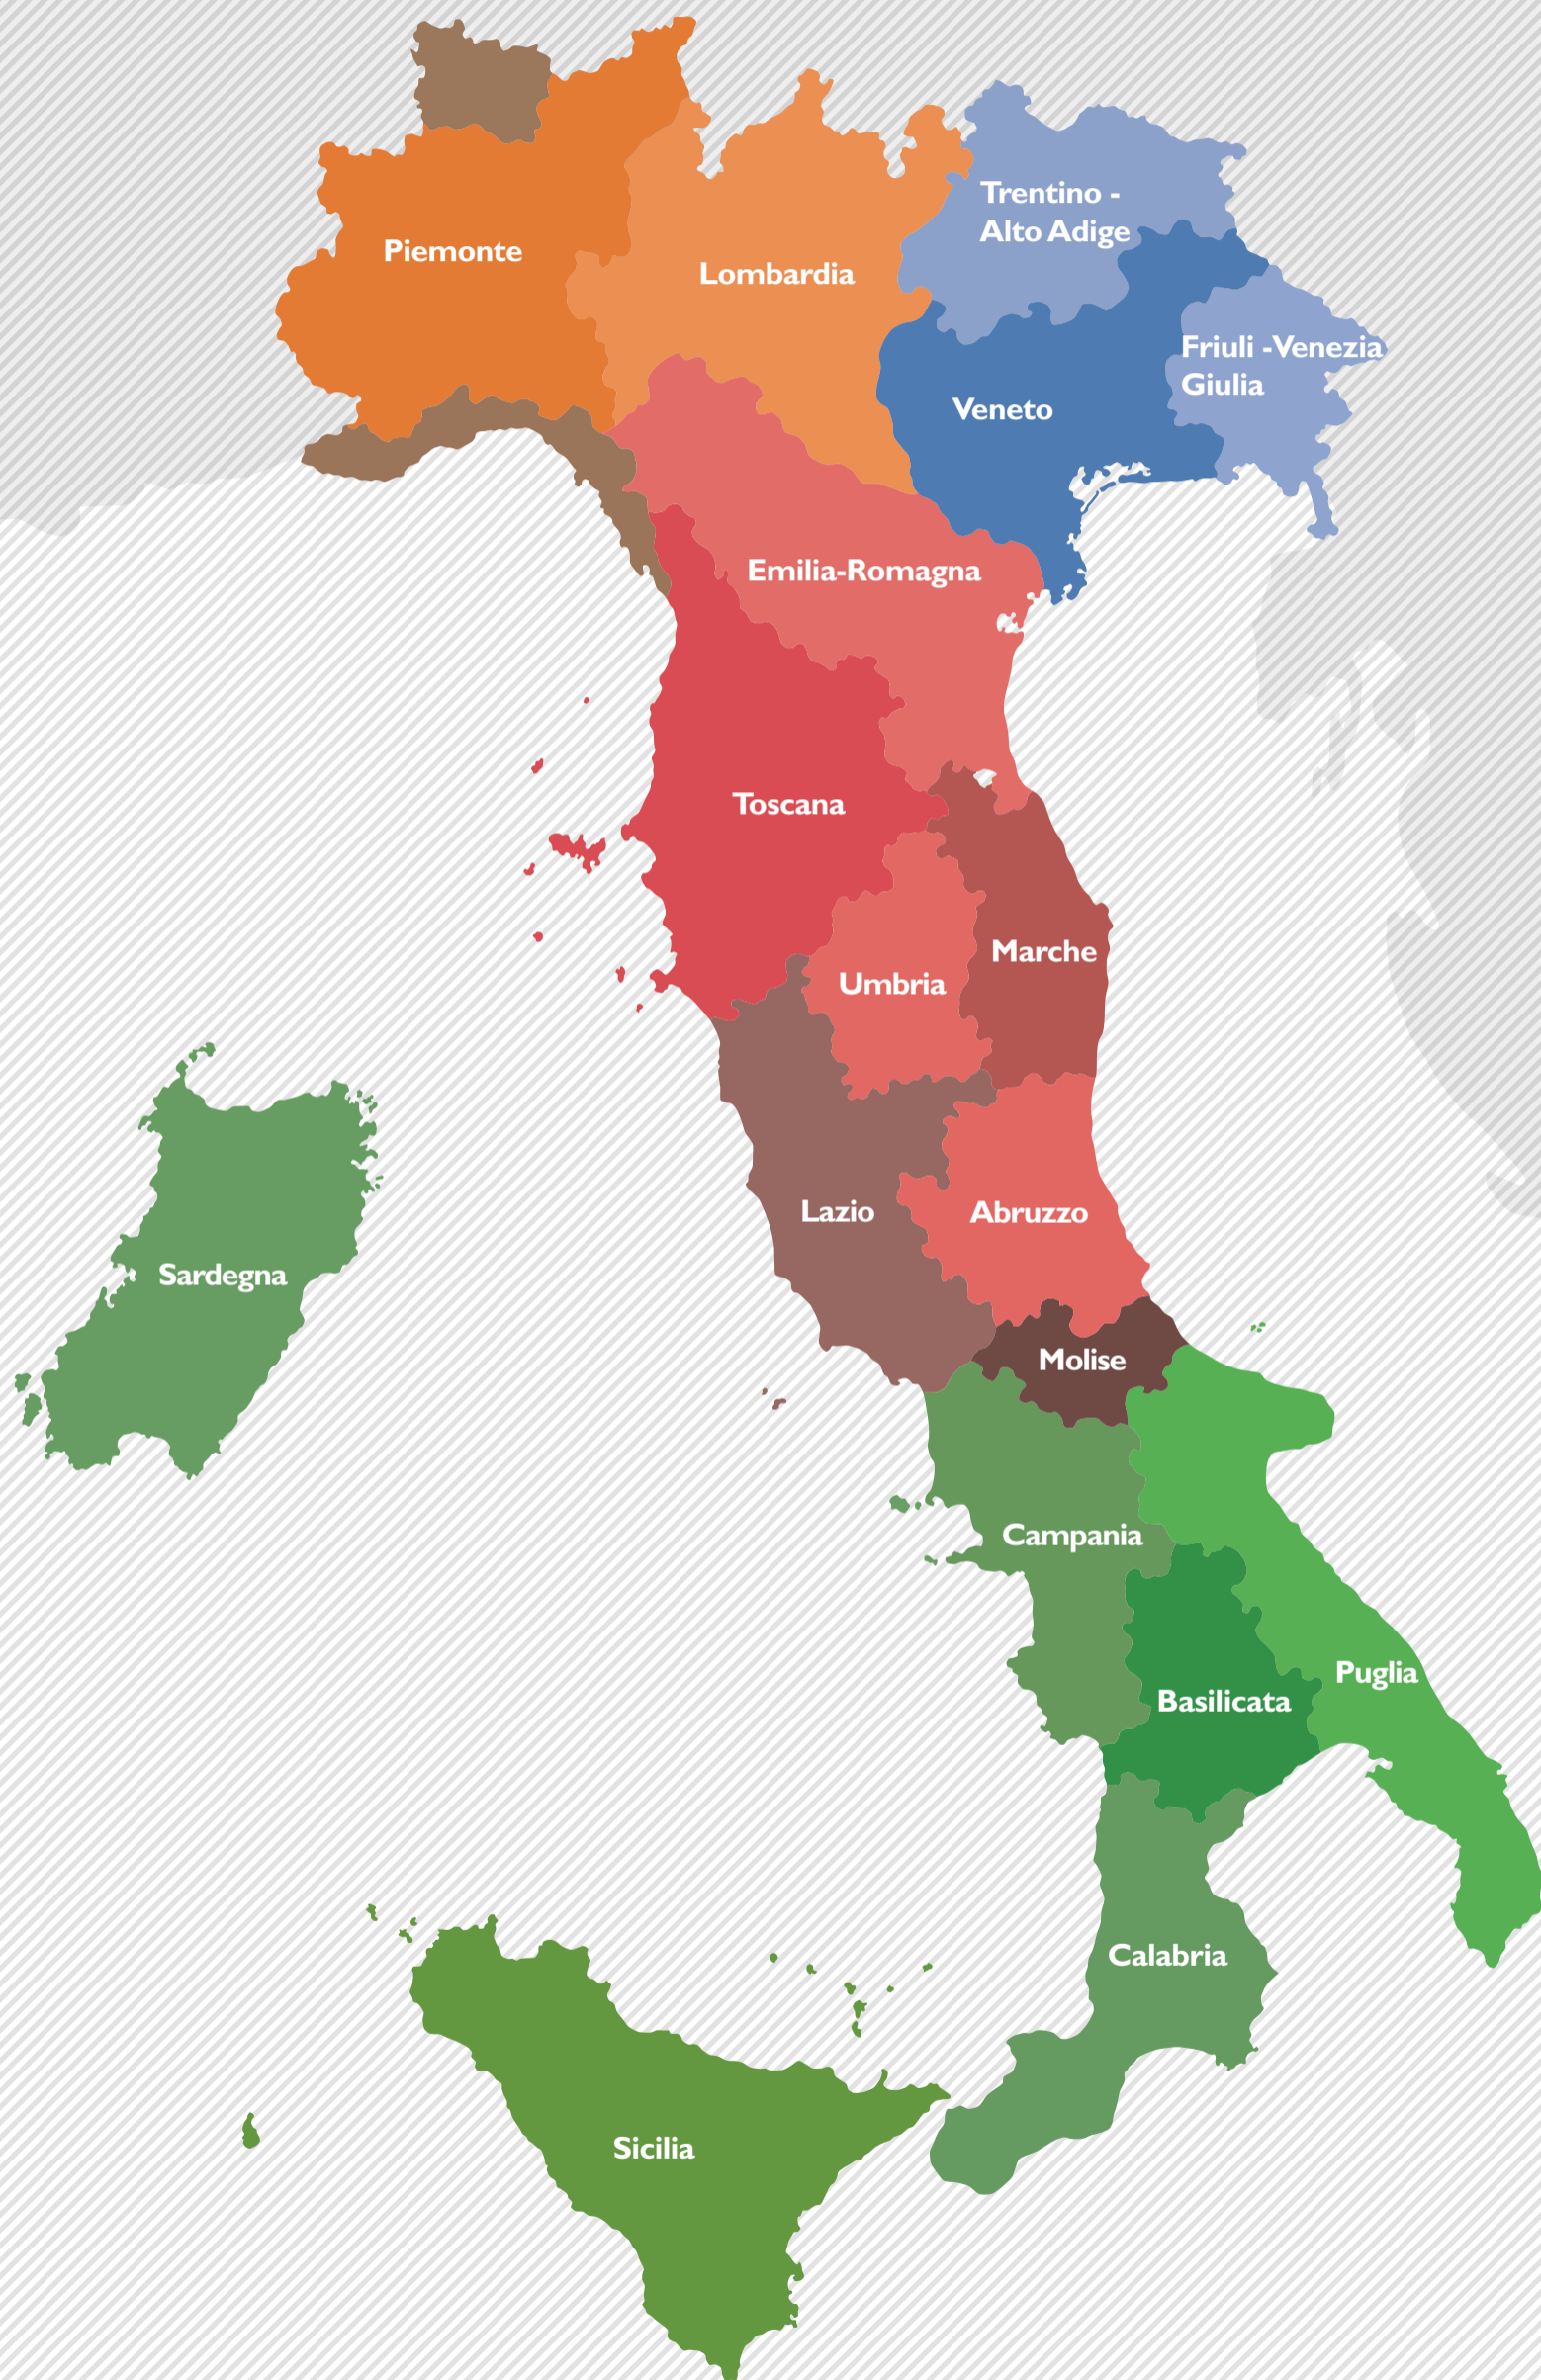 Trentino -
Alto Adige
Piemonte
Lombardia
Friuli -Venezia
Giulia
Veneto
Emilia-Romagna
Toscana
Marche
Umbria
Lazio
Abruzzo
Sardegna
Molise
Campania
Puglia
Basilicata
Calabria
Sicilia